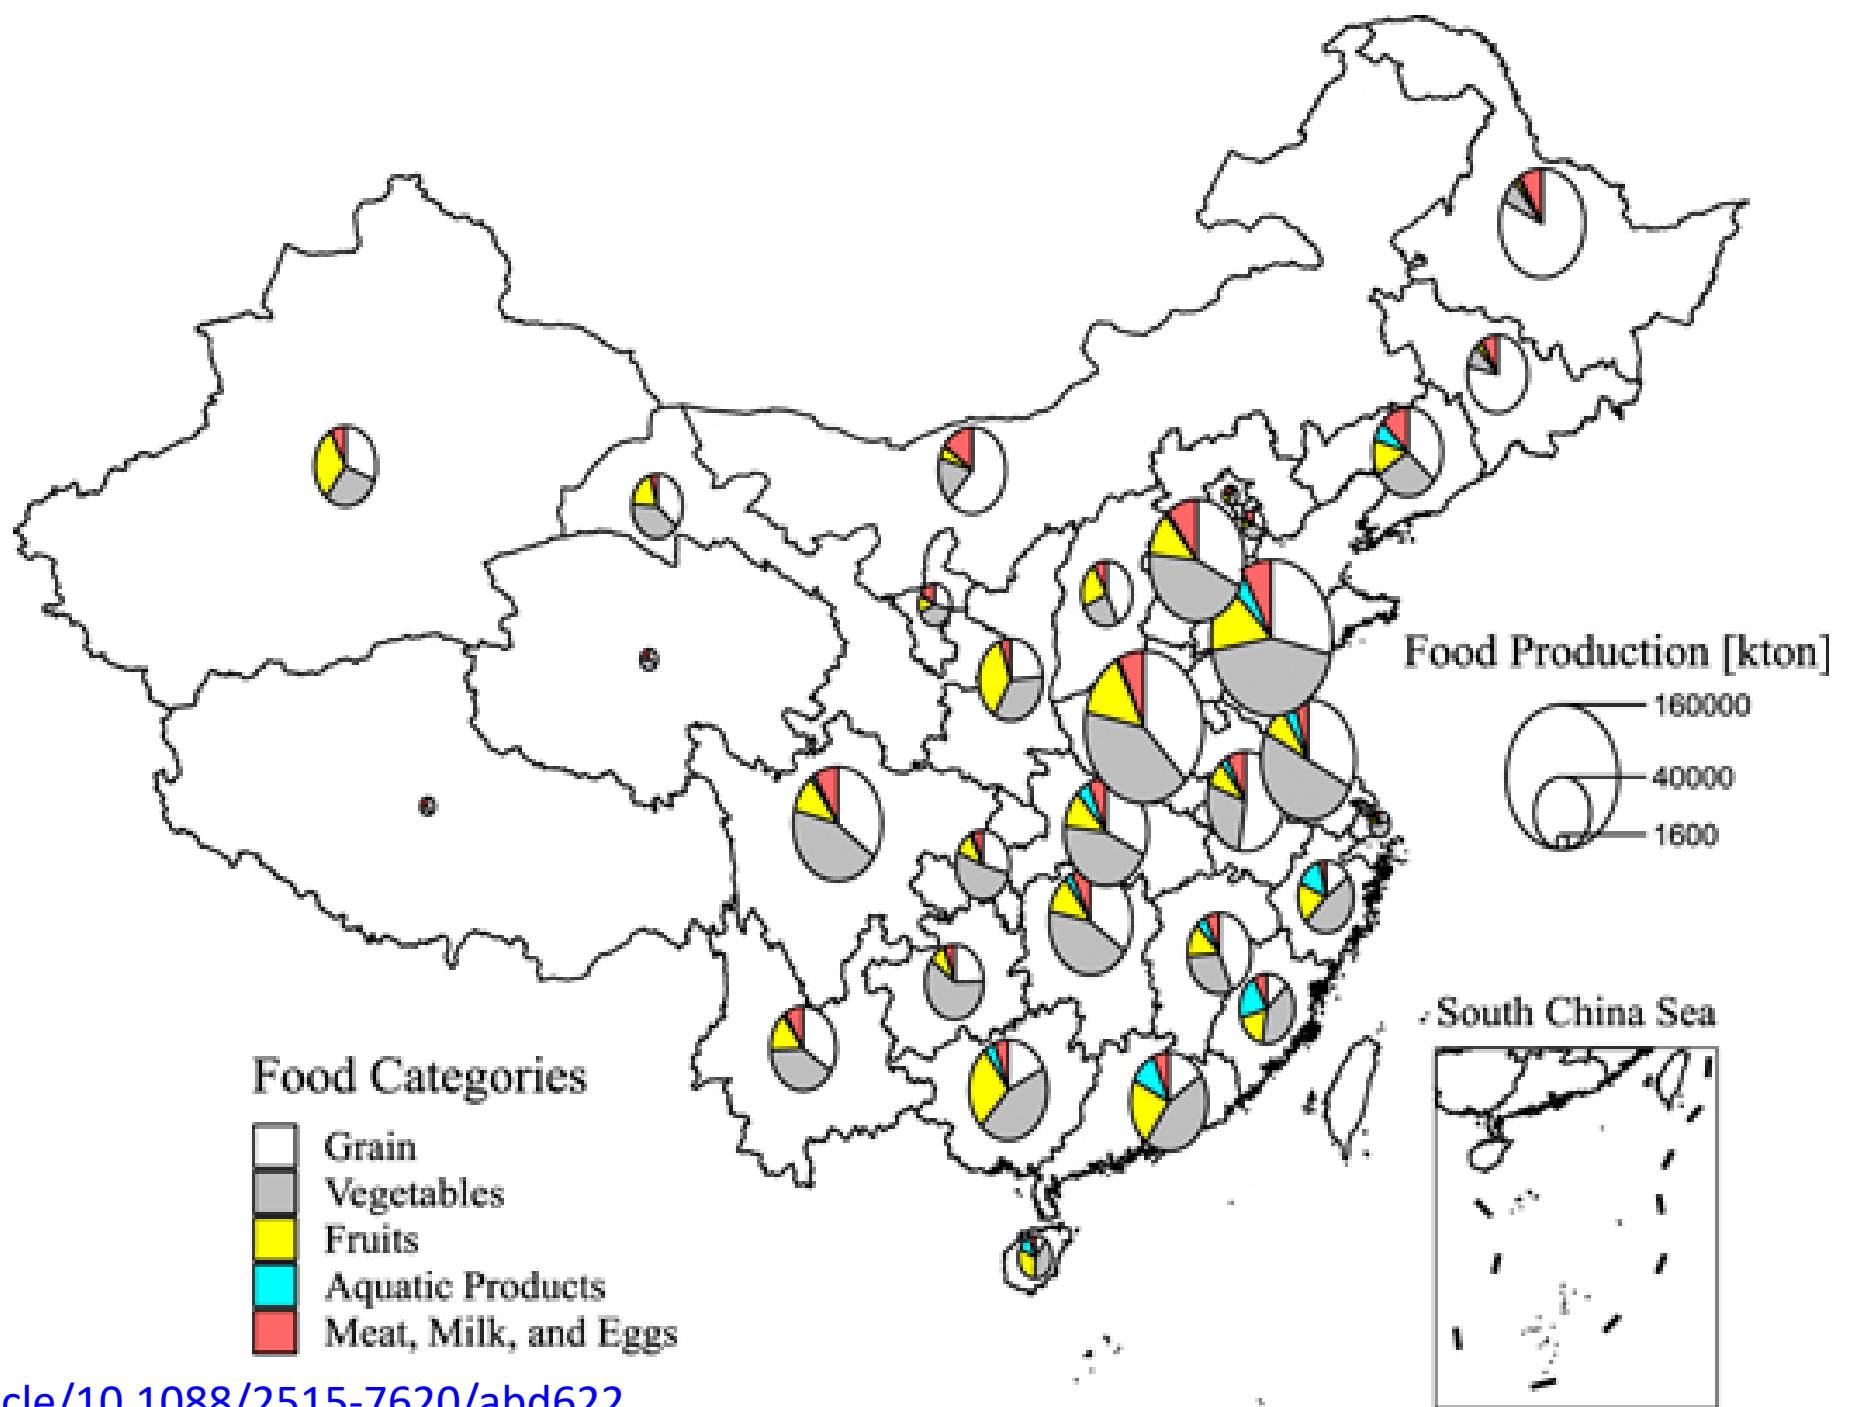 Food Production [kton]
160000
40000
1600
South China Sea
Food Categories
Grain
Vegetables
Fruits
Aquatic Products
Meat, Milk, and Eggs
cle/10.1088/2515-7620/abd622